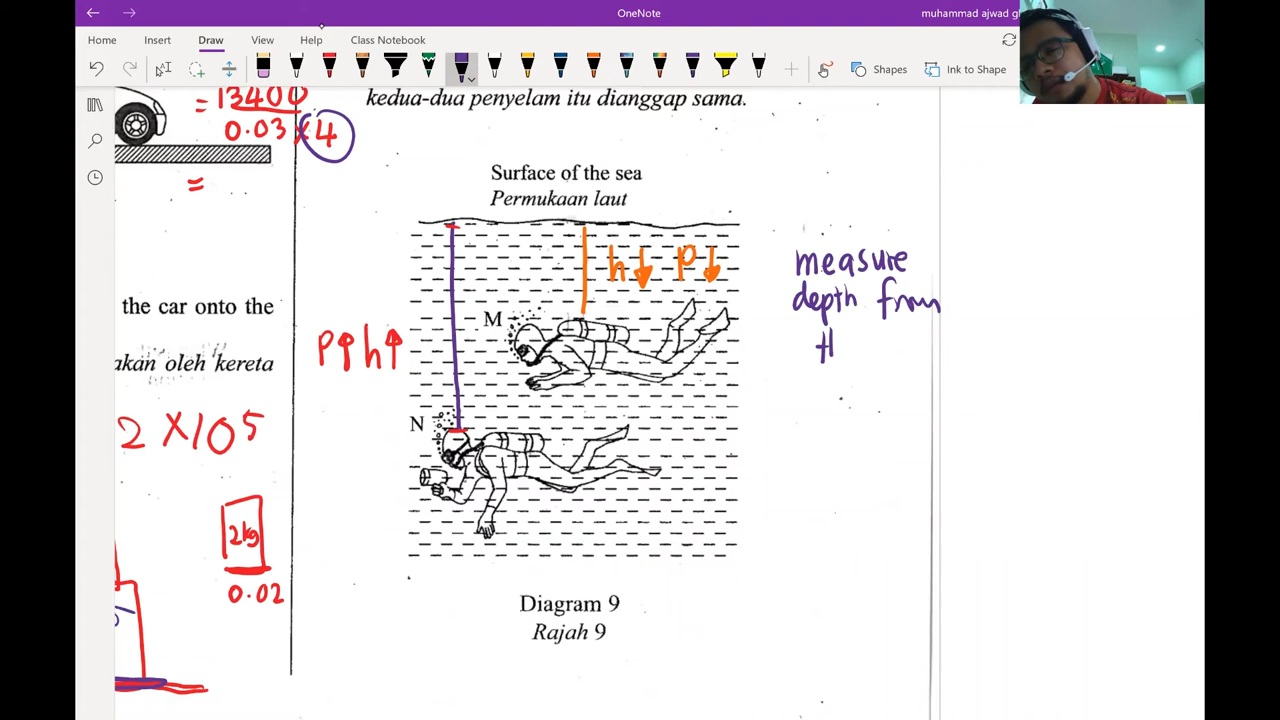 OneNote
muhammad ajwad
Home Insert Draw View Help Class Notebook
Shapes Ink to Search
= 13400
0.03 × 4
=
kedua-dua penyelam itu dianggap sama.
Surface of the sea
Permukaan laut
h↓ P↓
M
P↑ h↑
N
measure
depth from
the car onto the
akan oleh kereta
2 × 10⁵
2kg
0.02
Diagram 9
Rajah 9